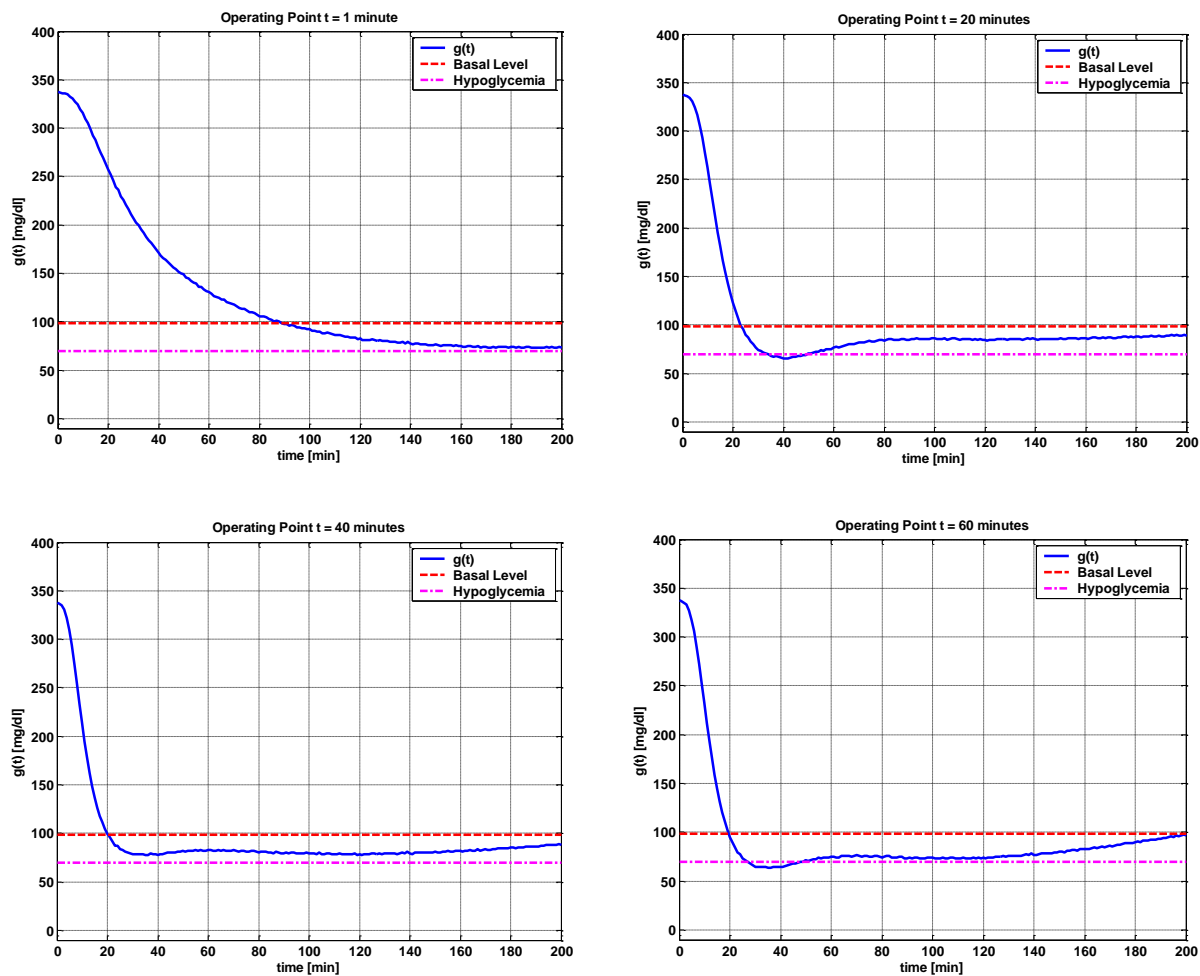 Operating Point t = 1 minute
400
350
300
250
200
150
100
50
0
g(t) [mg/dl]
g(t)
Basal Level
Hypoglycemia
0 20 40 60 80 100 120 140 160 180 200
time [min]
Operating Point t = 20 minutes
400
350
300
250
200
150
100
50
0
g(t) [mg/dl]
g(t)
Basal Level
Hypoglycemia
0 20 40 60 80 100 120 140 160 180 200
time [min]
Operating Point t = 40 minutes
400
350
300
250
200
150
100
50
0
g(t) [mg/dl]
g(t)
Basal Level
Hypoglycemia
0 20 40 60 80 100 120 140 160 180 200
time [min]
Operating Point t = 60 minutes
400
350
300
250
200
150
100
50
0
g(t) [mg/dl]
g(t)
Basal Level
Hypoglycemia
0 20 40 60 80 100 120 140 160 180 200
time [min]